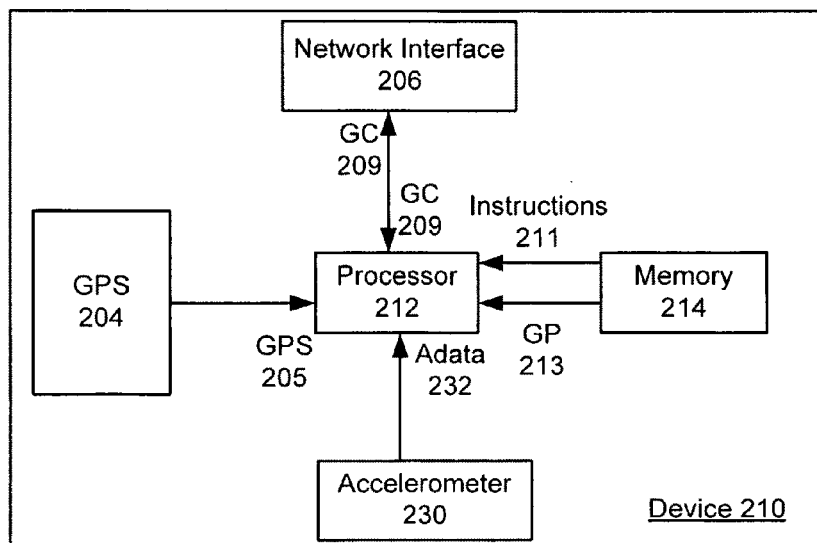 Network Interface
206
GC
209
GC
209
Instructions
211
GPS
204
Processor
212
Memory
214
GPS
205
Adata
232
GP
213
Accelerometer
230
Device 210